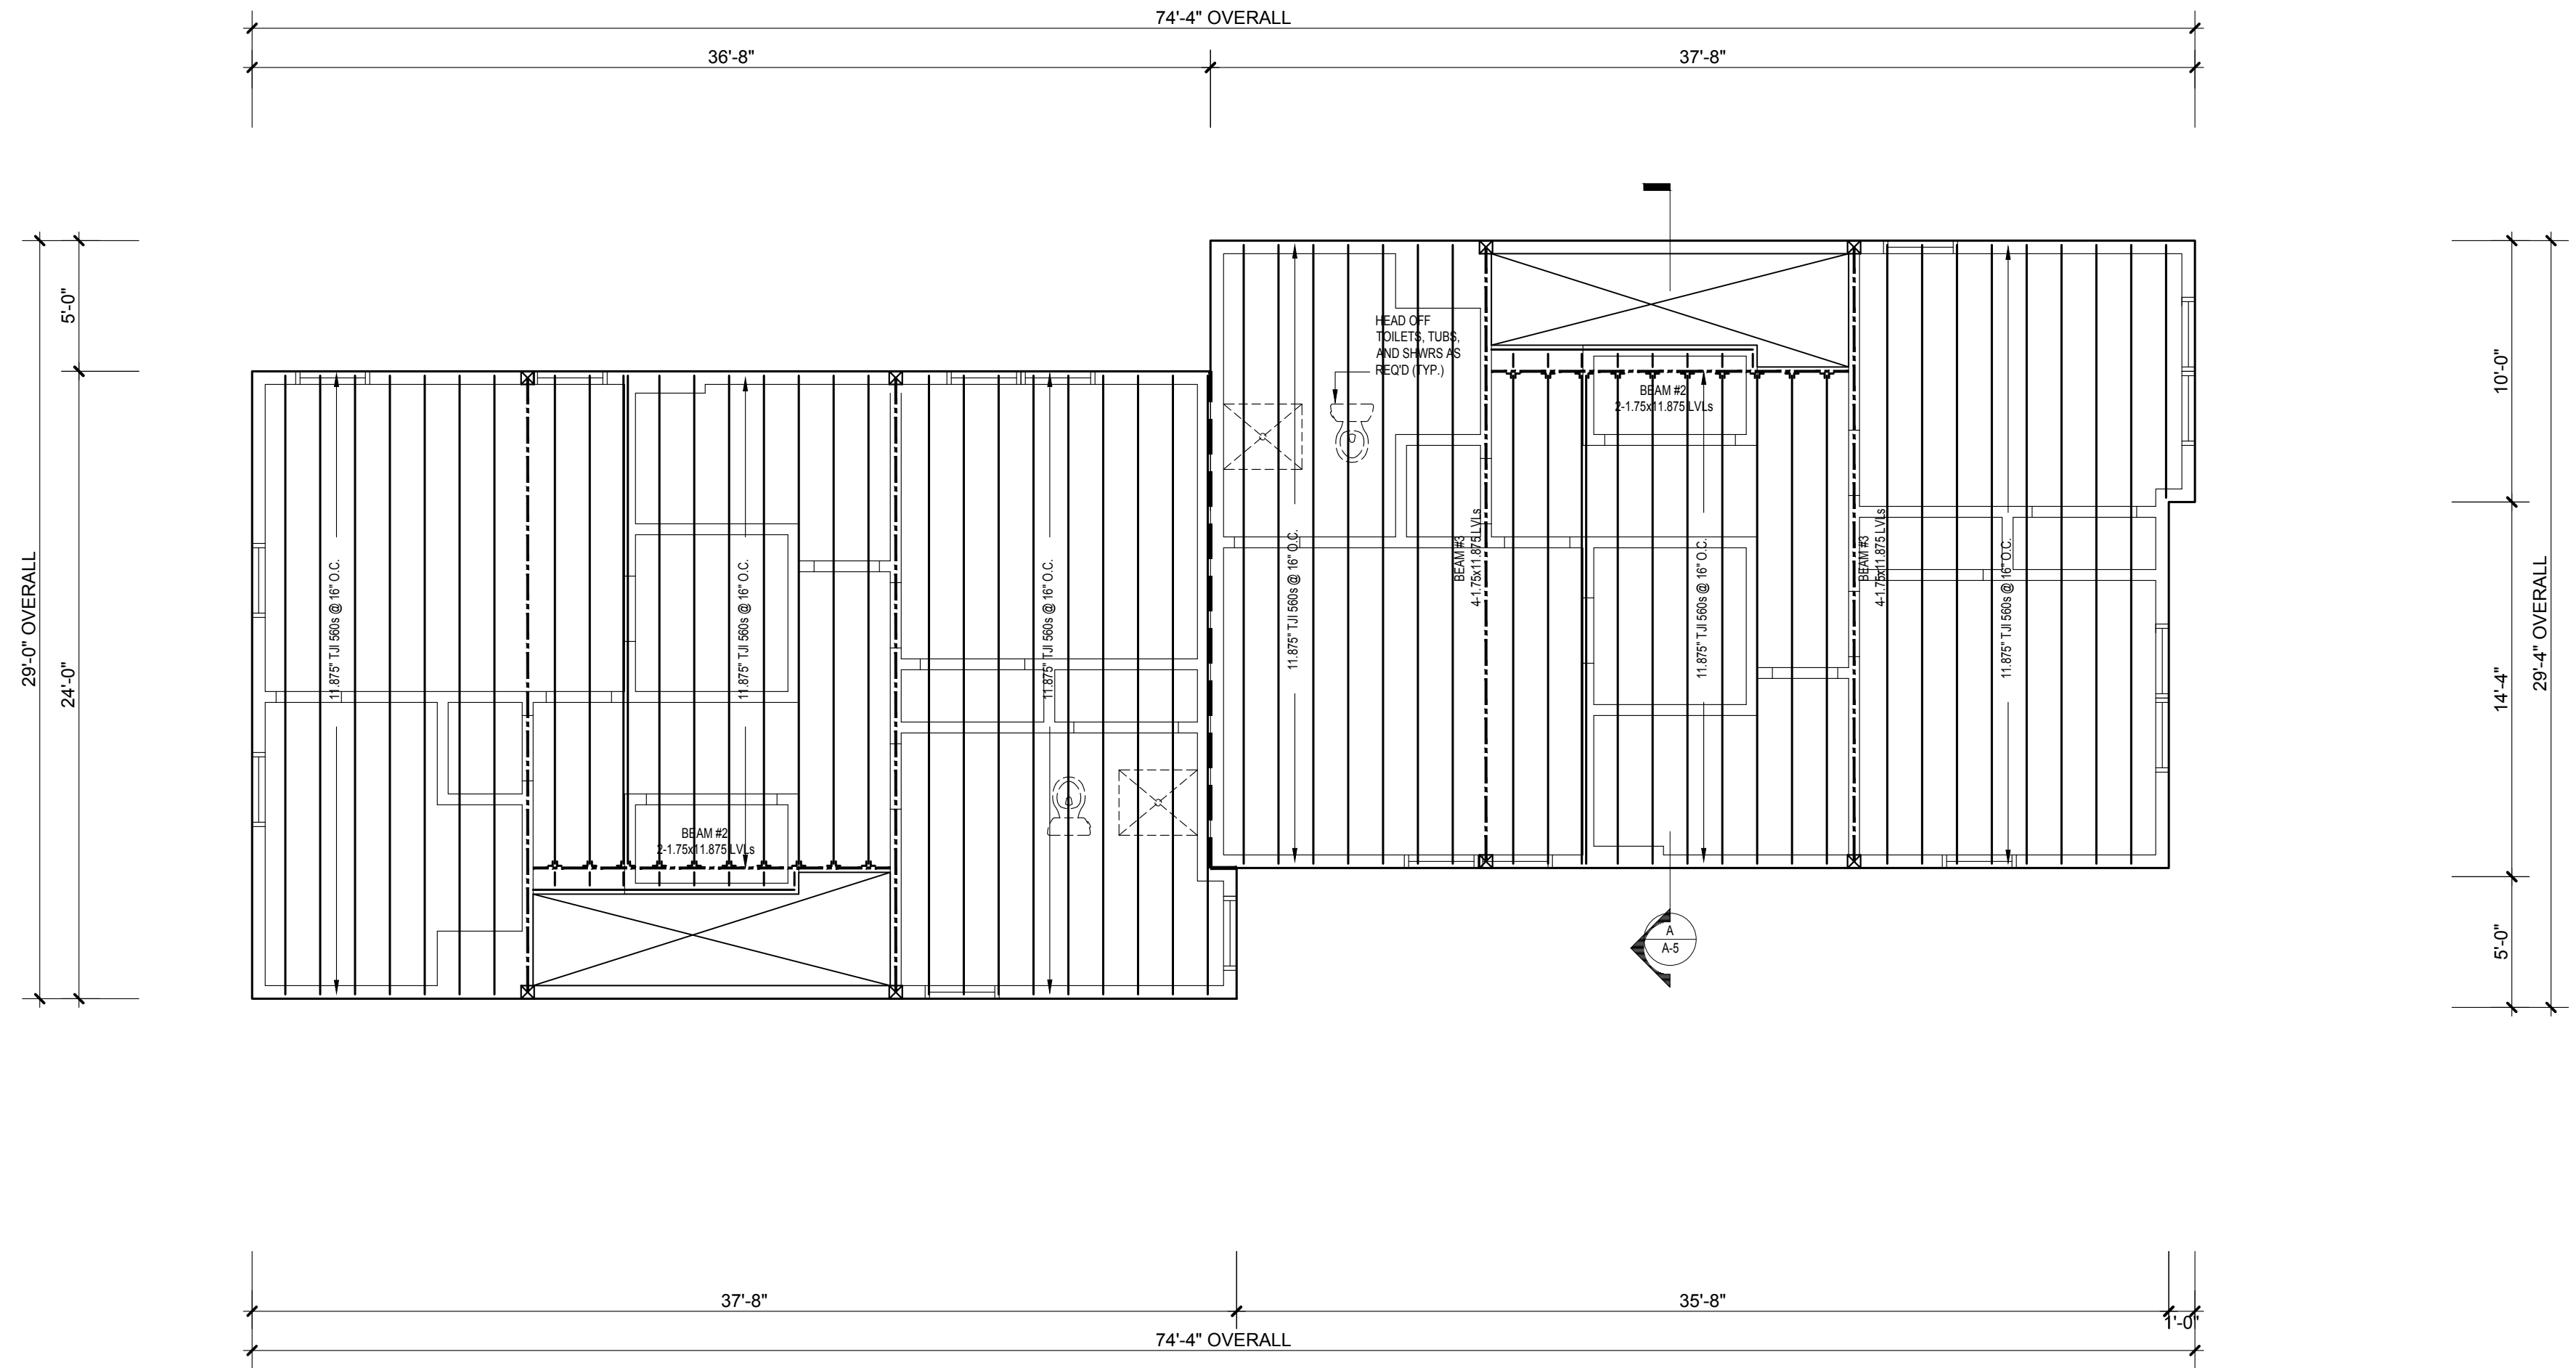 74'-4" OVERALL
36'-8"
37'-8"
29'-0" OVERALL
5'-0"
24'-0"
HEAD OFF
TOILETS, TUBS,
AND SHWRS AS
REQ'D (TYP.)
BEAM #2
2-1.75x11.875 LVLs
10'-0"
14'-4"
5'-0"
29'-4" OVERALL
11.875" TJI 560s @ 16" O.C.
11.875" TJI 560s @ 16" O.C.
11.875" TJI 560s @ 16" O.C.
11.875" TJI 560s @ 16" O.C.
BEAM #3
4-1.75x11.875 LVLs
11.875" TJI 560s @ 16" O.C.
BEAM #3
4-1.75x11.875 LVLs
11.875" TJI 560s @ 16" O.C.
BEAM #2
2-1.75x11.875 LVLs
A
A-5
37'-8"
35'-8"
1'-0"
74'-4" OVERALL